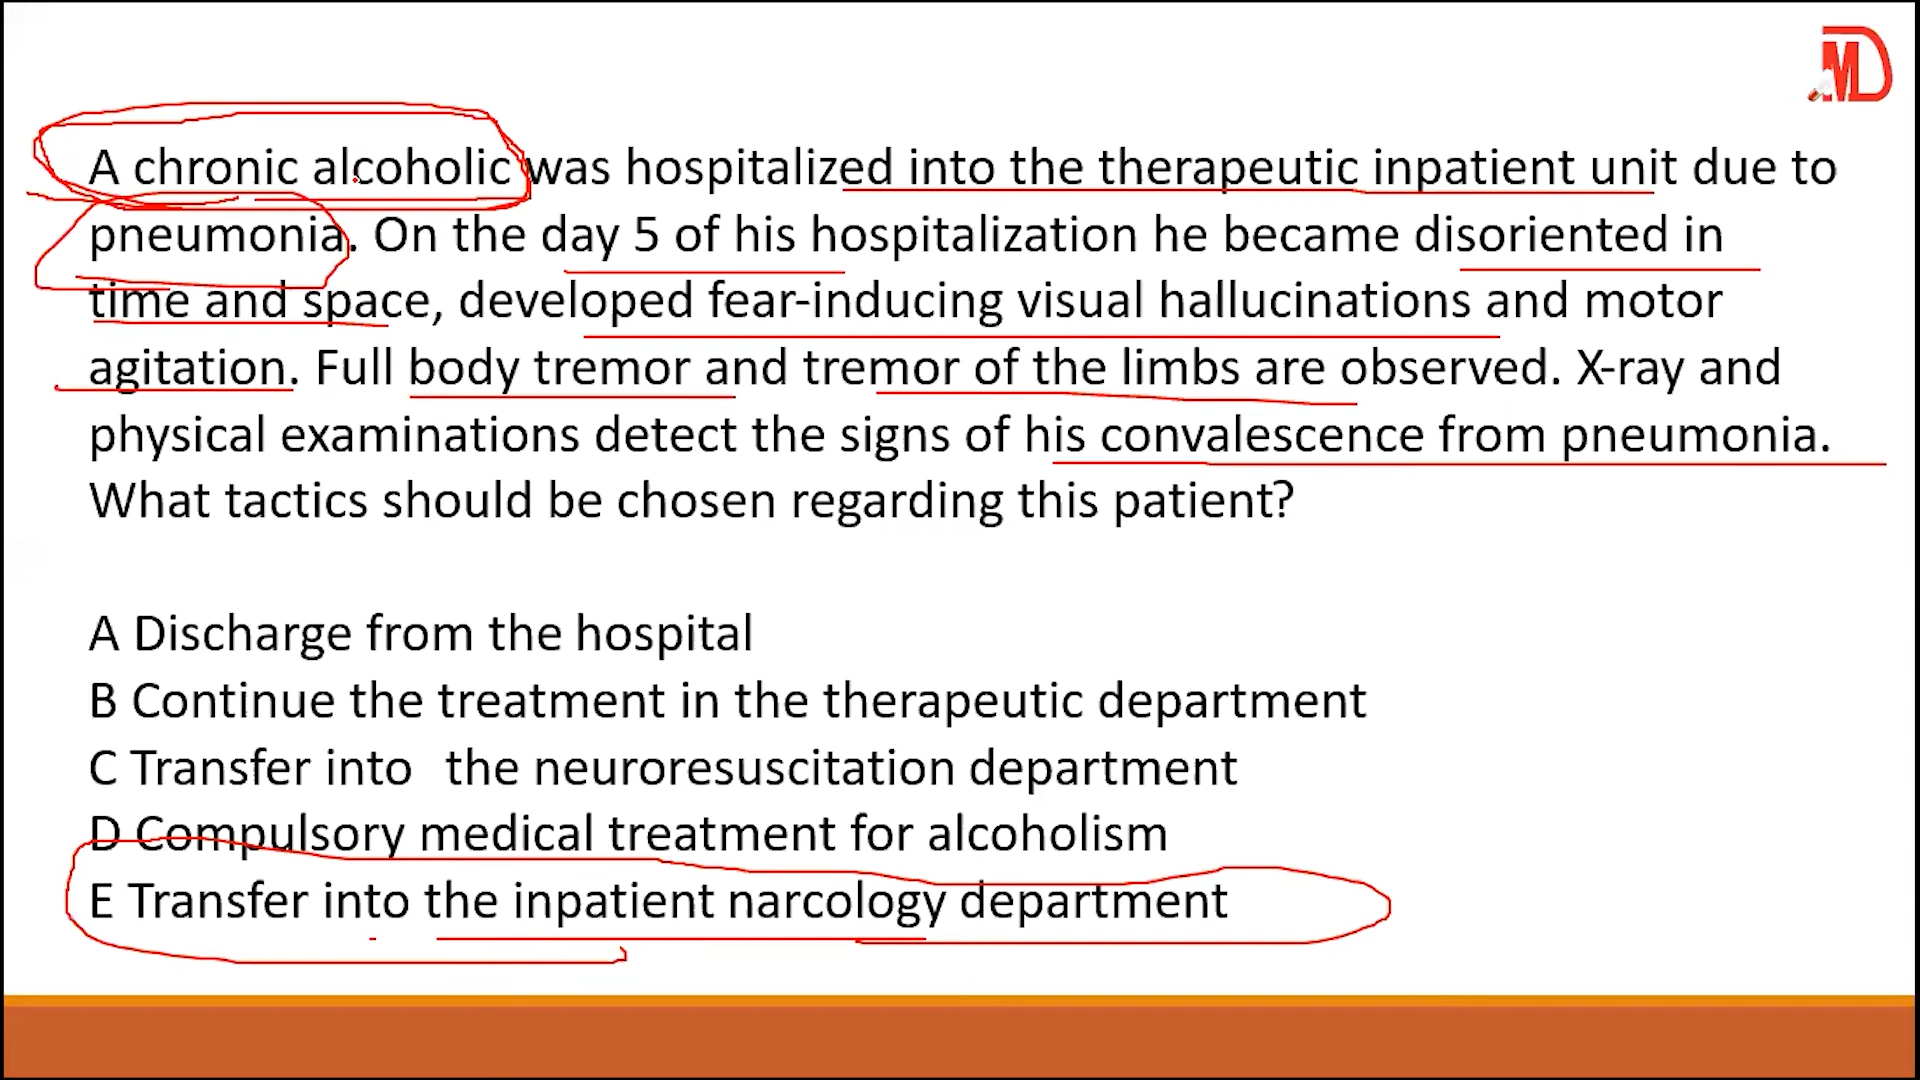 MD
A chronic alcoholic was hospitalized into the therapeutic inpatient unit due to
pneumonia. On the day 5 of his hospitalization he became disoriented in
time and space, developed fear-inducing visual hallucinations and motor
agitation. Full body tremor and tremor of the limbs are observed. X-ray and
physical examinations detect the signs of his convalescence from pneumonia.
What tactics should be chosen regarding this patient?
A Discharge from the hospital
B Continue the treatment in the therapeutic department
C Transfer into the neuroresuscitation department
D Compulsory medical treatment for alcoholism
E Transfer into the inpatient narcology department